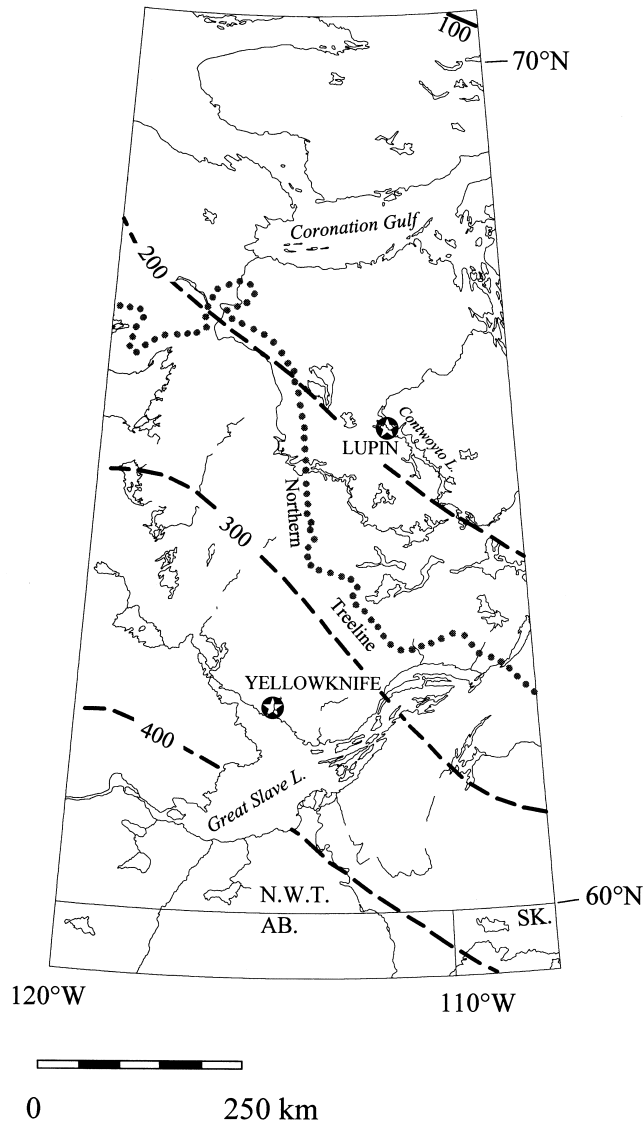 100
70°N
Coronation Gulf
200
Contwoyto L.
LUPIN
Northern
300
Treeline
YELLOWKNIFE
400
Great Slave L.
N.W.T.
60°N
AB.
SK.
120°W
110°W
0
250 km